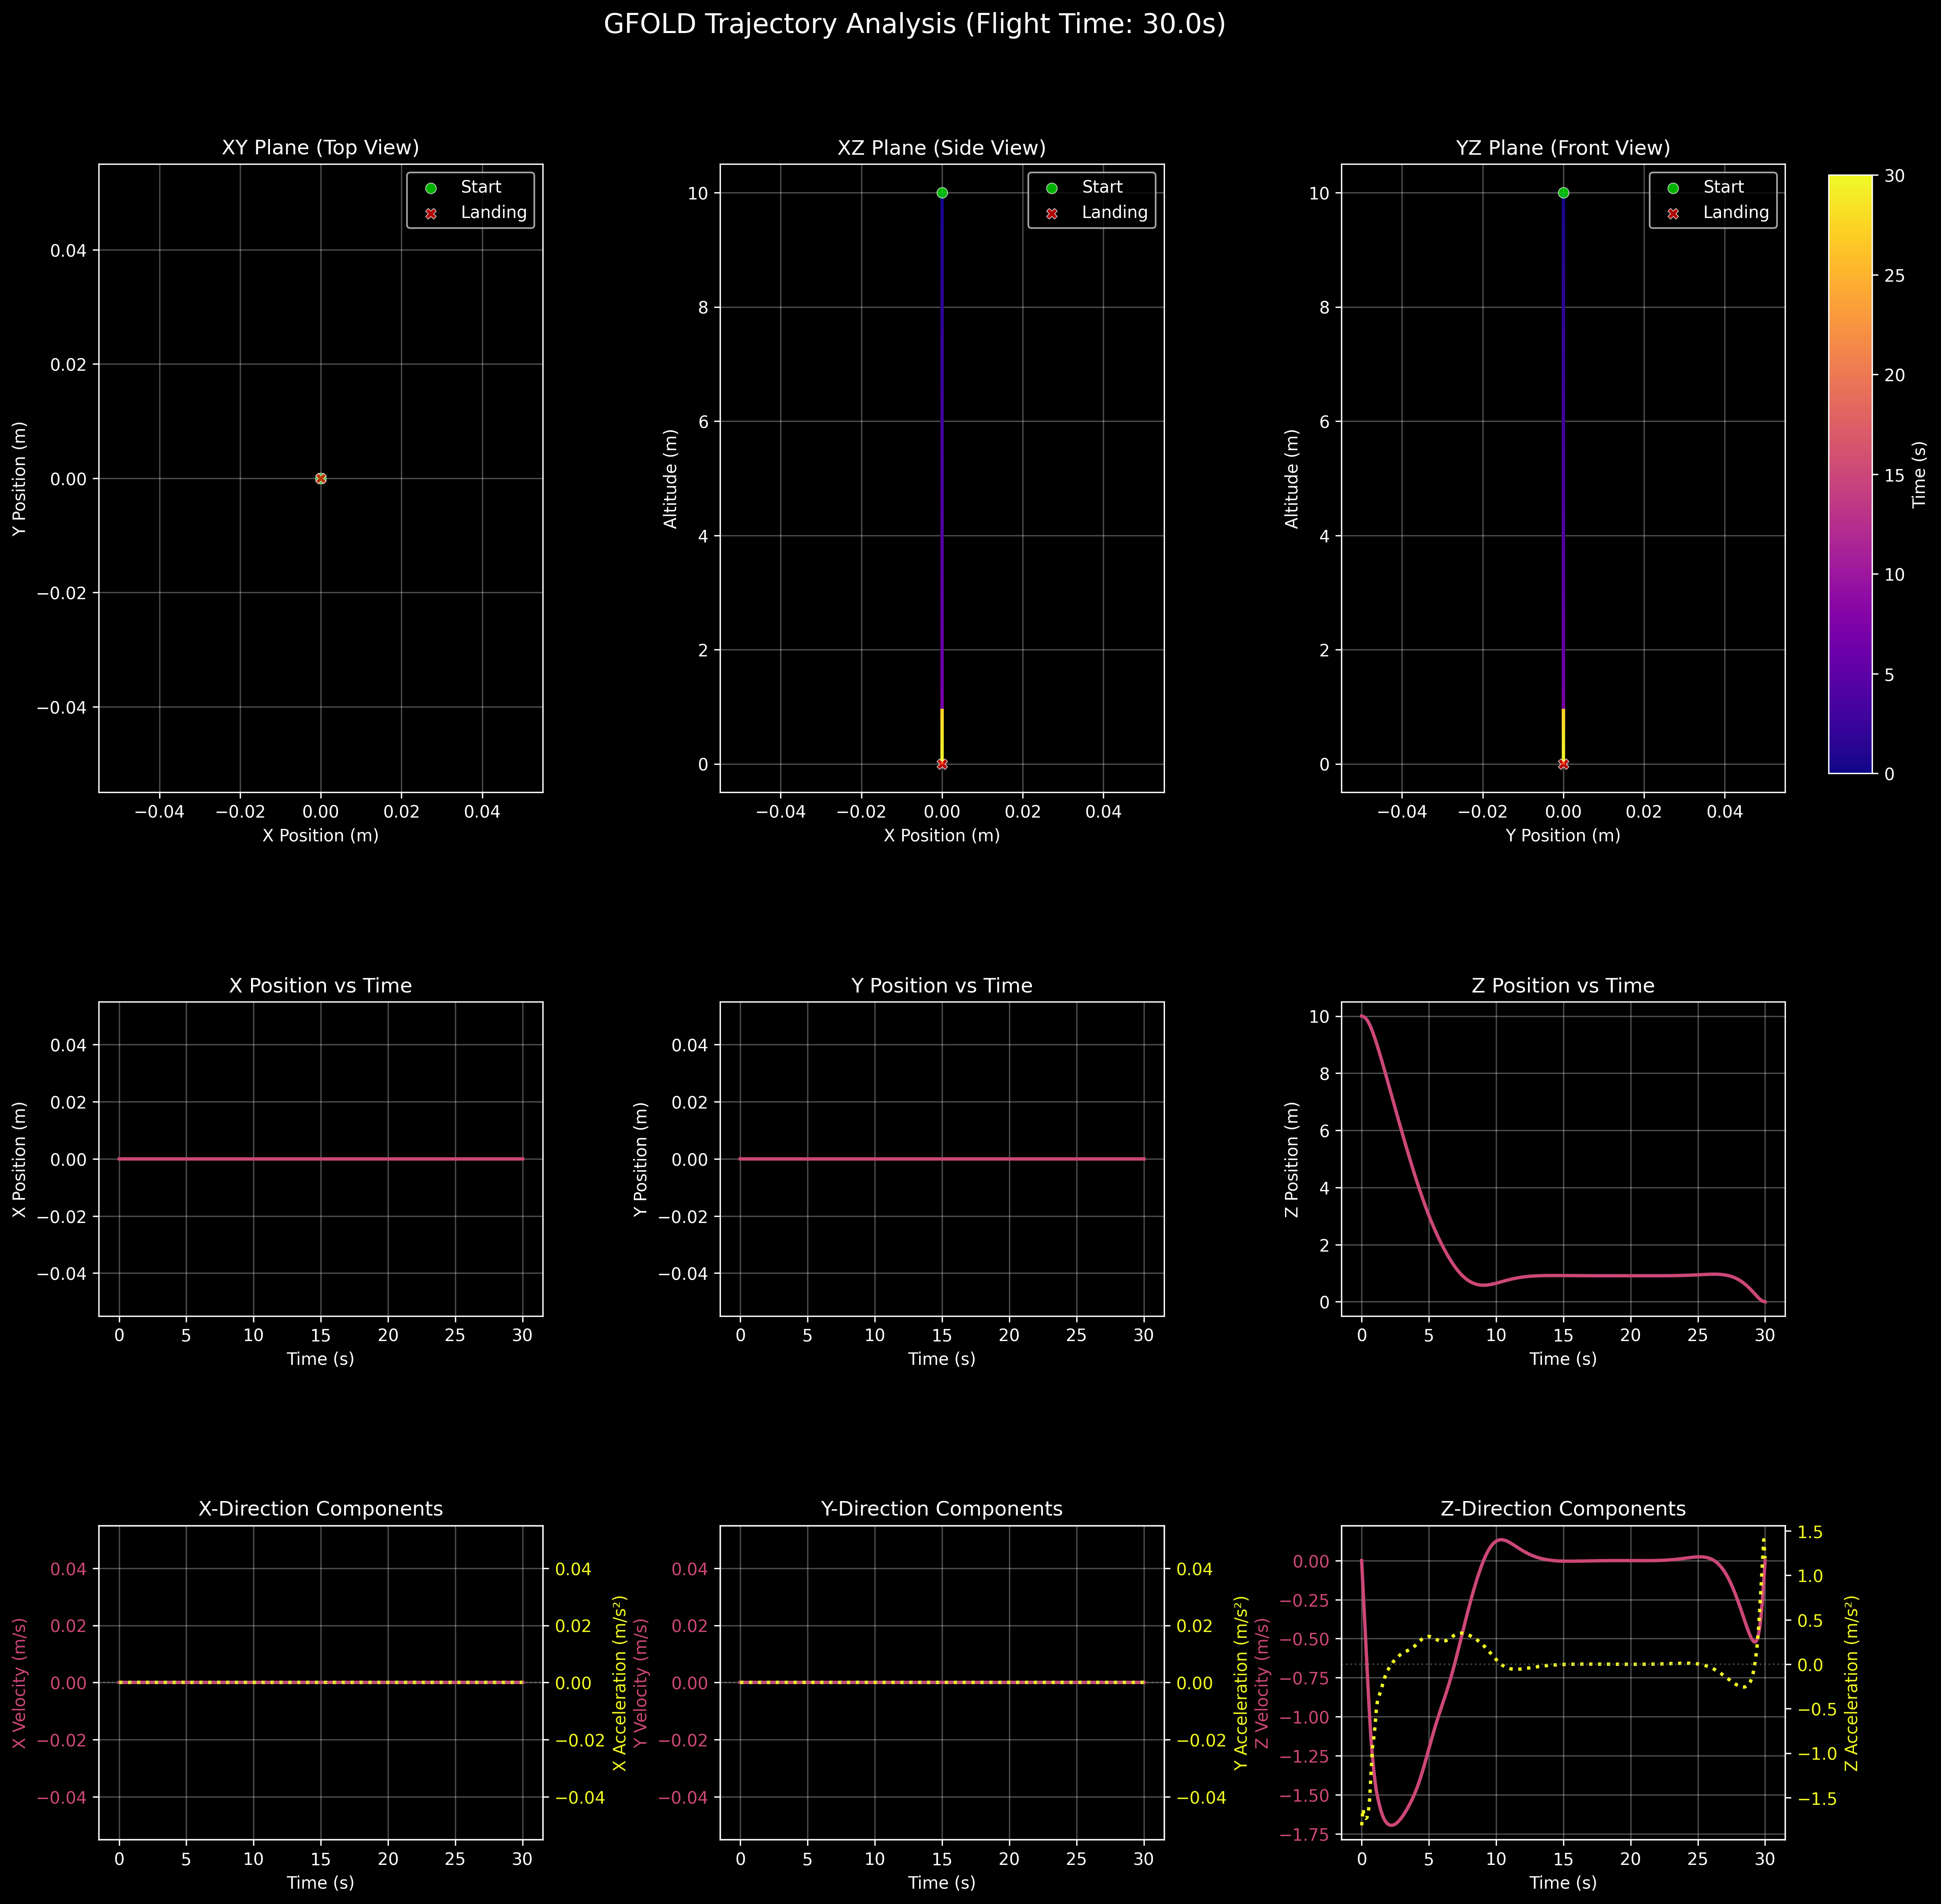 GFOLD Trajectory Analysis (Flight Time: 30.0s)
XY Plane (Top View)
Start
Landing
0.04
0.02
0.00
−0.02
−0.04
Y Position (m)
−0.04 −0.02 0.00 0.02 0.04
X Position (m)
XZ Plane (Side View)
Start
Landing
10
8
6
4
2
0
Altitude (m)
−0.04 −0.02 0.00 0.02 0.04
X Position (m)
YZ Plane (Front View)
Start
Landing
10
8
6
4
2
0
Altitude (m)
−0.04 −0.02 0.00 0.02 0.04
Y Position (m)
30
25
20
15
10
5
0
Time (s)
X Position vs Time
0.04
0.02
0.00
−0.02
−0.04
X Position (m)
0 5 10 15 20 25 30
Time (s)
Y Position vs Time
0.04
0.02
0.00
−0.02
−0.04
Y Position (m)
0 5 10 15 20 25 30
Time (s)
Z Position vs Time
10
8
6
4
2
0
Z Position (m)
0 5 10 15 20 25 30
Time (s)
X-Direction Components
0.04
0.02
0.00
−0.02
−0.04
X Velocity (m/s)
0.04
0.02
0.00
−0.02
−0.04
X Acceleration (m/s²)
0 5 10 15 20 25 30
Time (s)
Y-Direction Components
0.04
0.02
0.00
−0.02
−0.04
Y Velocity (m/s)
0.04
0.02
0.00
−0.02
−0.04
Y Acceleration (m/s²)
0 5 10 15 20 25 30
Time (s)
Z-Direction Components
0.00
−0.25
−0.50
−0.75
−1.00
−1.25
−1.50
−1.75
Z Velocity (m/s)
1.5
1.0
0.5
0.0
−0.5
−1.0
−1.5
Z Acceleration (m/s²)
0 5 10 15 20 25 30
Time (s)